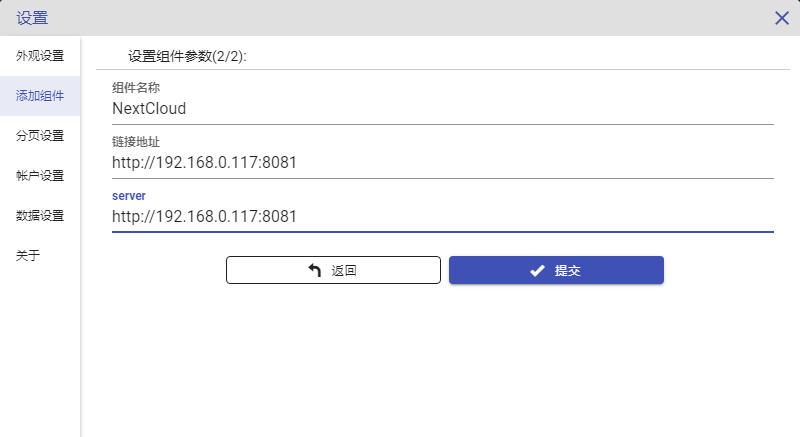 设置
外观设置
添加组件
分页设置
帐户设置
数据设置
关于
设置组件参数(2/2):
组件名称
NextCloud
链接地址
http://192.168.0.117:8081
server
http://192.168.0.117:8081
返回
提交